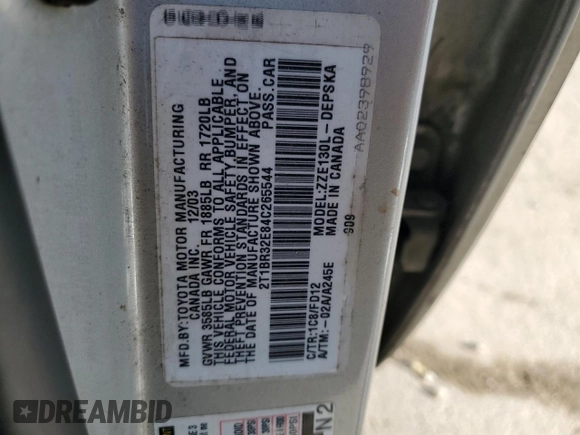 MFD.BY:TOYOTA MOTOR MANUFACTURING
CANADA INC. 12/03
GVWR 3585LB GAWR FR 1885LB RR 1720LB
THIS VEHICLE CONFORMS TO ALL APPLICABLE
FEDERAL MOTOR VEHICLE SAFETY,BUMPER, AND
THEFT PREVENTION STANDARDS IN EFFECT ON
THE DATE OF MANUFACTURE SHOWN ABOVE.
2T1BR32E84C265544 PASS.CAR
C/TR:1C8/FD12 MODEL:ZZE130L-DEPSKA
A/TM:-02A/A245E MADE IN CANADA
909
AA02398929
FN2
DREAMBID